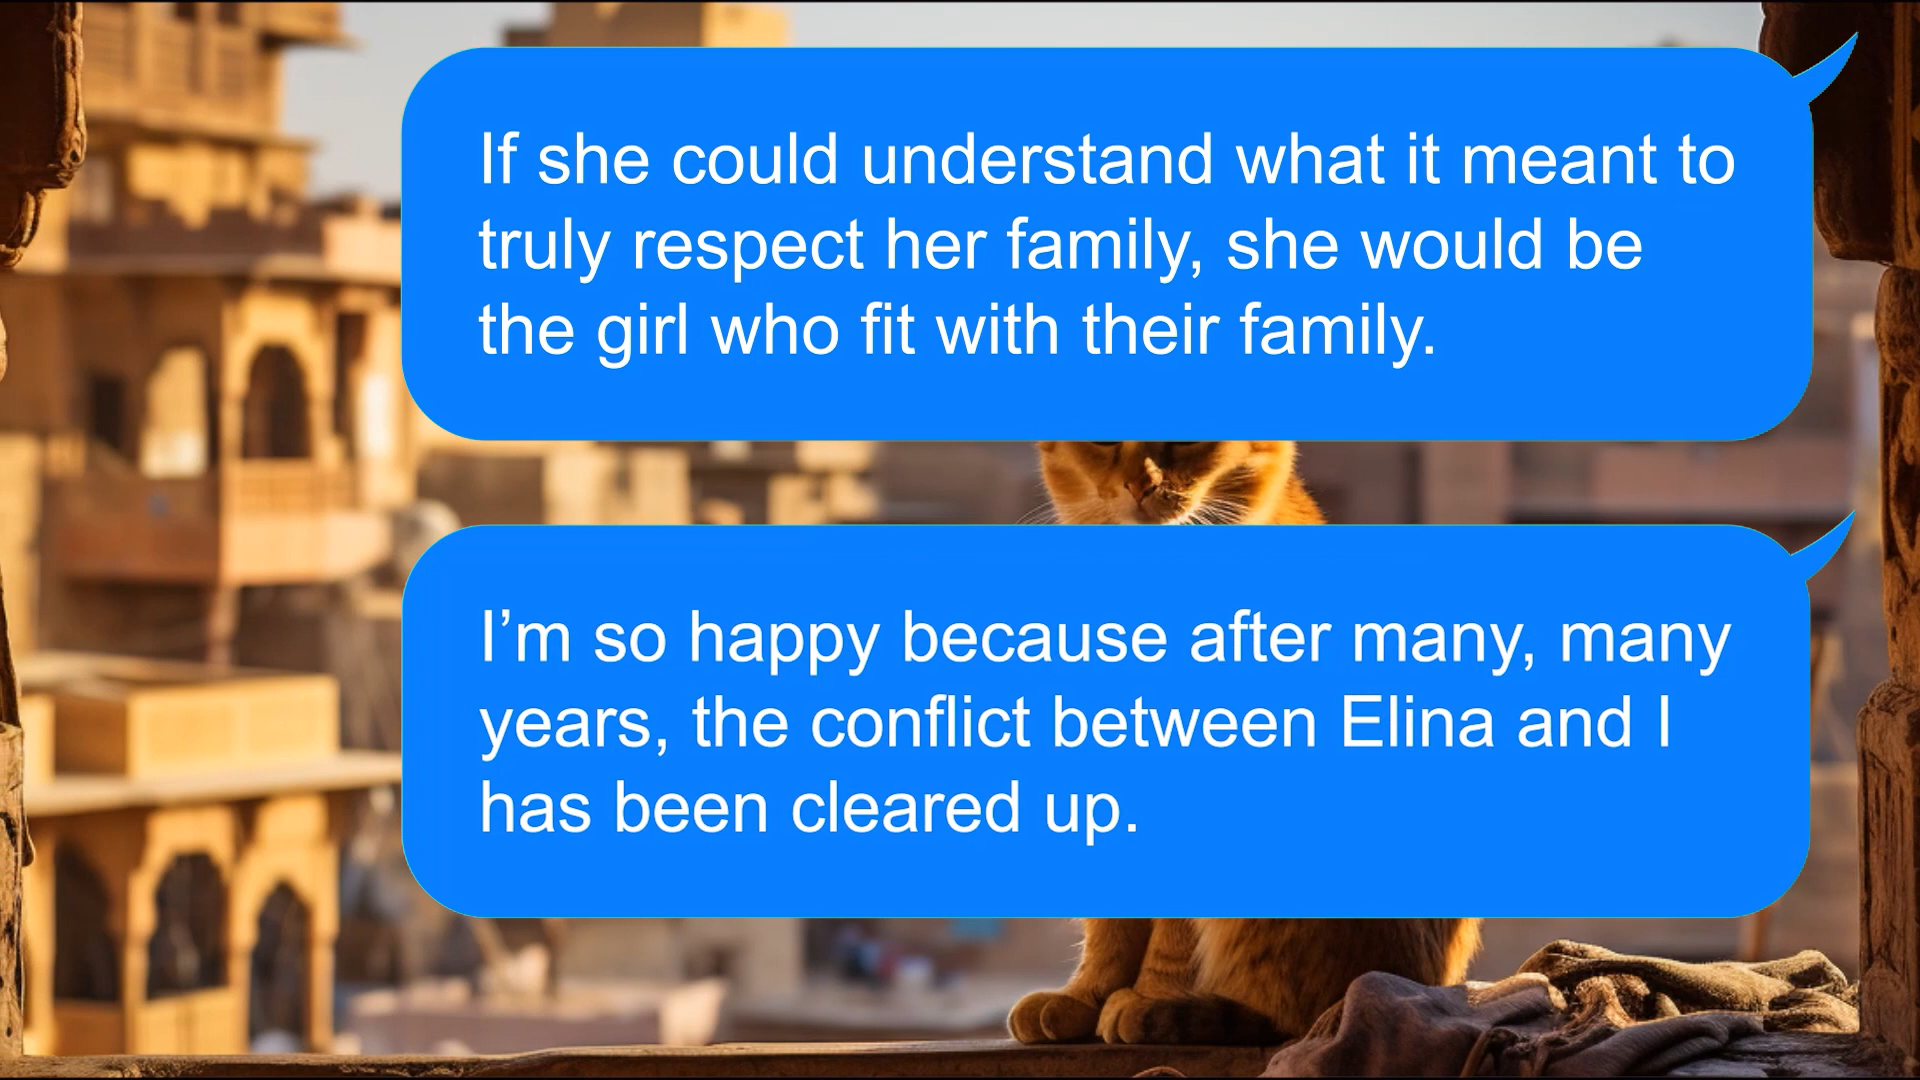 If she could understand what it meant to
truly respect her family, she would be
the girl who fit with their family.
I’m so happy because after many, many
years, the conflict between Elina and I
has been cleared up.